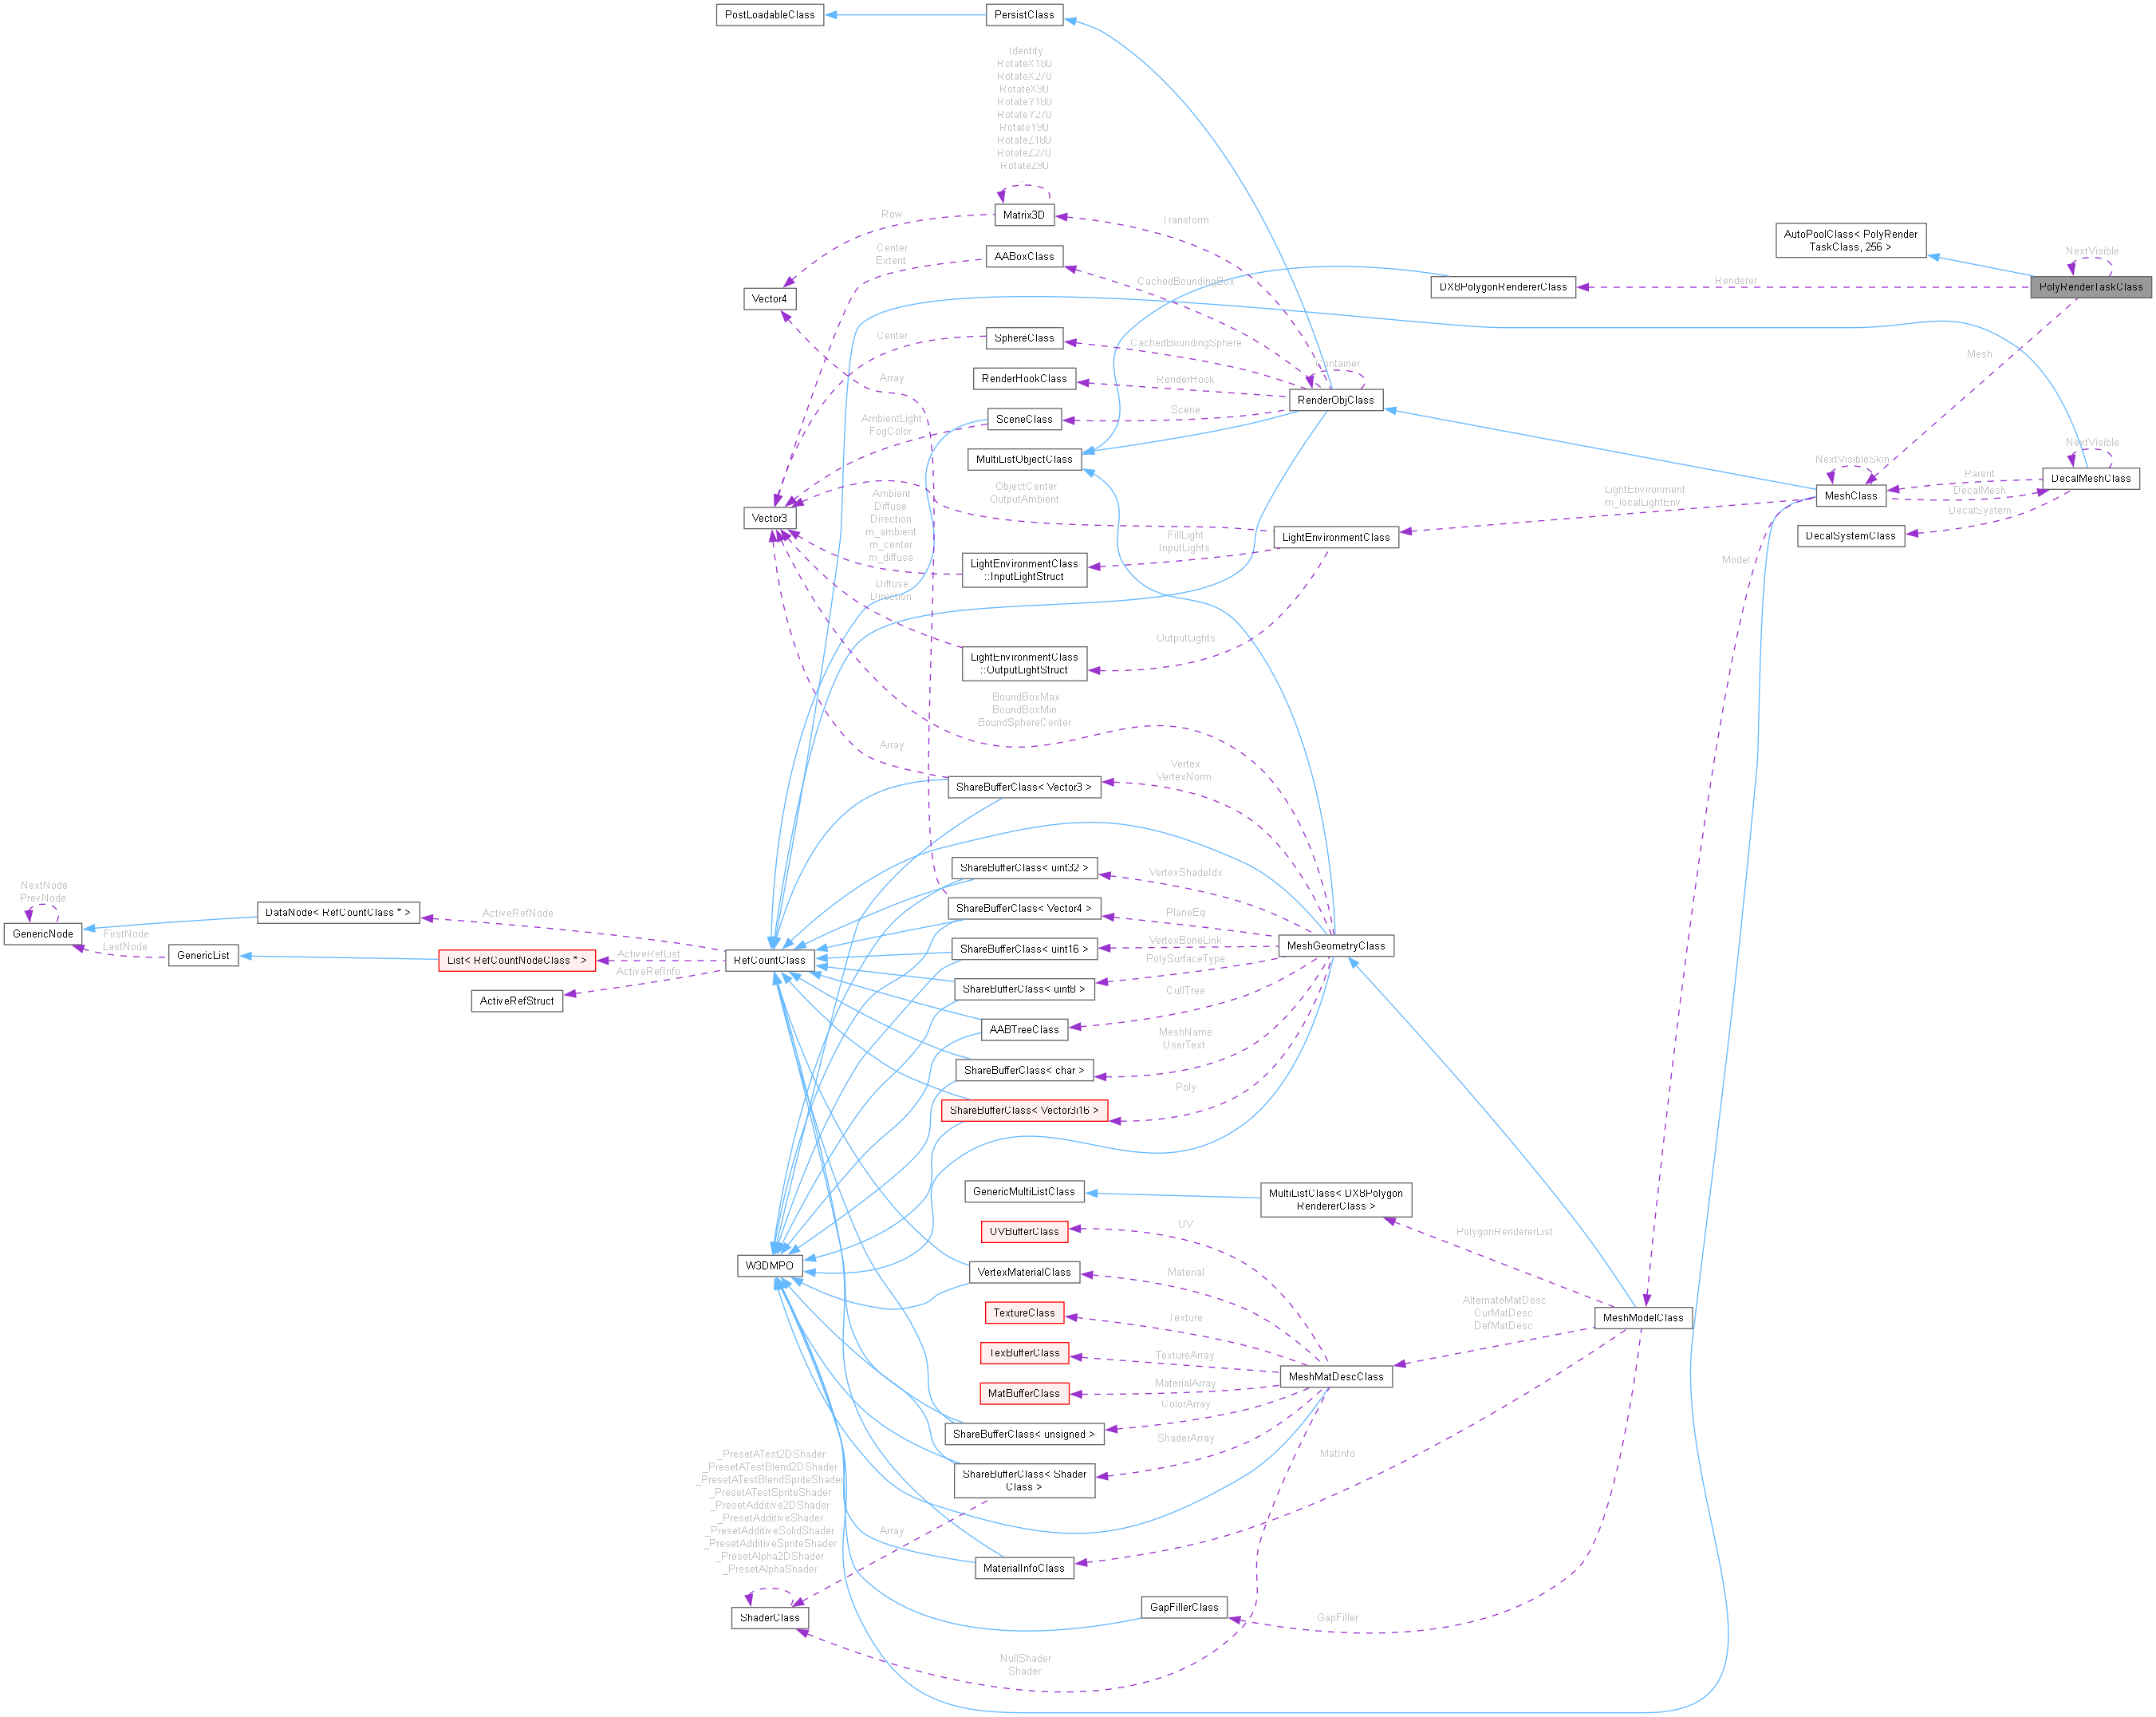 PostLoadableClass
PersistClass
Identity
RotateX180
RotateX270
RotateX90
RotateY180
RotateY270
RotateY90
RotateZ180
RotateZ270
RotateZ90
Matrix3D
Row
Transform
Center
Extent
AABoxClass
CachedBoundingBox
Vector4
AutoPoolClass< PolyRender
TaskClass, 256 >
NextVisible
DX8PolygonRendererClass
Renderer
PolyRenderTaskClass
Center
SphereClass
CachedBoundingSphere
Container
Mesh
Array
RenderHookClass
RenderHook
RenderObjClass
AmbientLight
FogColor
SceneClass
Scene
MultiListObjectClass
NextVisibleSkin
NextVisible
Parent
DecalMeshClass
MeshClass
DecalMesh
ObjectCenter
OutputAmbient
LightEnvironment
m_localLightEnv
DecalSystem
DecalSystemClass
Vector3
Ambient
Diffuse
Direction
m_ambient
m_center
m_diffuse
LightEnvironmentClass
FillLight
InputLights
LightEnvironmentClass
::InputLightStruct
Model
Diffuse
Direction
LightEnvironmentClass
::OutputLightStruct
OutputLights
BoundBoxMax
BoundBoxMin
BoundSphereCenter
Array
ShareBufferClass< Vector3 >
Vertex
VertexNorm
ShareBufferClass< uint32 >
VertexShadeIdx
NextNode
PrevNode
GenericNode
DataNode< RefCountClass * >
ActiveRefNode
ShareBufferClass< Vector4 >
PlaneEq
FirstNode
LastNode
GenericList
List< RefCountNodeClass * >
ActiveRefList
ActiveRefInfo
RefCountClass
ShareBufferClass< uint16 >
VertexBoneLink
MeshGeometryClass
PolySurfaceType
ActiveRefStruct
ShareBufferClass< uint8 >
CullTree
AABTreeClass
MeshName
UserText
ShareBufferClass< char >
Poly
ShareBufferClass< Vector3i16 >
GenericMultiListClass
MultiListClass< DX8Polygon
RendererClass >
UVBufferClass
UV
PolygonRendererList
W3DMPO
VertexMaterialClass
Material
TextureClass
Texture
AlternateMatDesc
CurMatDesc
DefMatDesc
MeshModelClass
TexBufferClass
TextureArray
MeshMatDescClass
MatBufferClass
MaterialArray
ColorArray
ShareBufferClass< unsigned >
ShaderArray
MatInfo
ShareBufferClass< Shader
Class >
_PresetATest2DShader
_PresetATestBlend2DShader
_PresetATestBlendSpriteShader
_PresetATestSpriteShader
_PresetAdditive2DShader
_PresetAdditiveShader
_PresetAdditiveSolidShader
_PresetAdditiveSpriteShader
_PresetAlpha2DShader
_PresetAlphaShader
Array
MaterialInfoClass
ShaderClass
GapFillerClass
GapFiller
NullShader
Shader